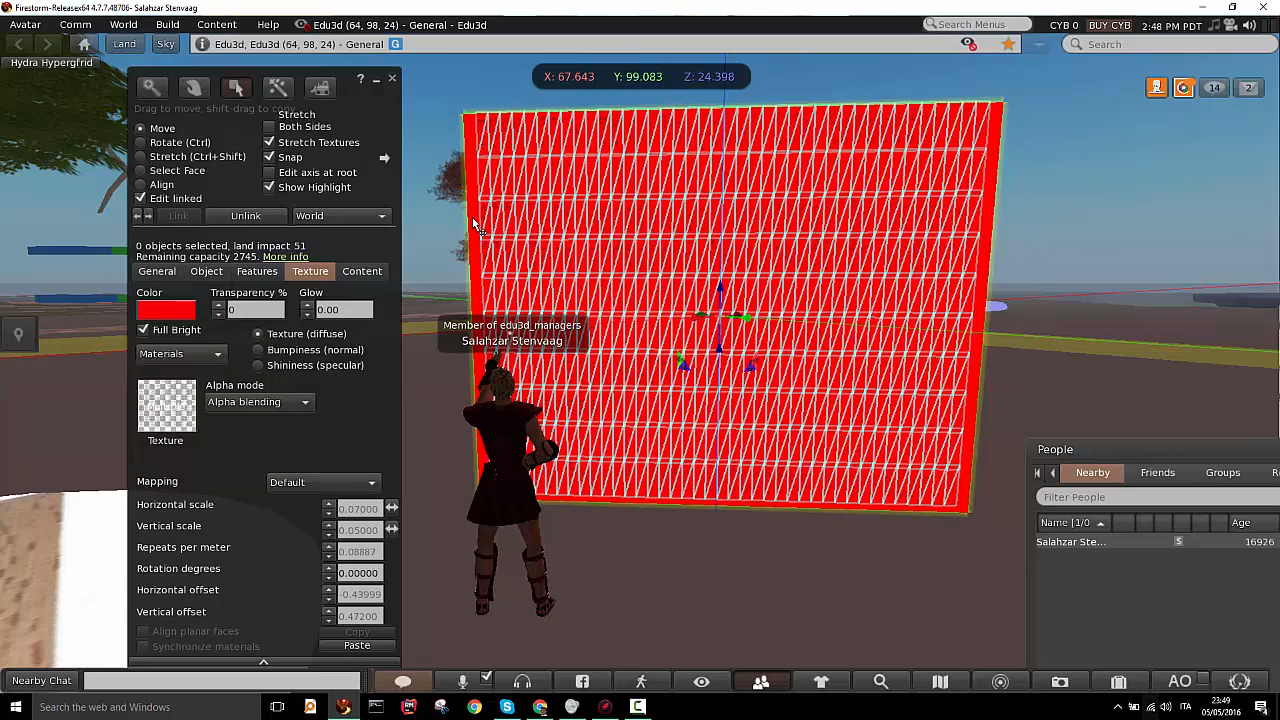 Firestorm-Releasex64 4.7.7.48706- Salahzar Stenvaag
Avatar Comm World Build Content Help Edu3d (64, 98, 24) - General - Edu3d Search Menus CYB 0 BUY CYB 2:48 PM PDT
Land Sky Edu3d, Edu3d (64, 98, 24) - General G Search
Hydra Hypergfrid
X: 67.643 Y: 99.083 Z: 24.398
14 2
Drag to move, shift-drag to copy
Stretch
Move Both Sides
Rotate (Ctrl) Stretch Textures
Stretch (Ctrl+Shift) Snap
Select Face Edit axis at root
Align Show Highlight
Edit linked
Link Unlink World
0 objects selected, land impact 51
Remaining capacity 2745. More info
General Object Features Texture Content
Color Transparency % Glow
0 0.00
Full Bright Texture (diffuse)
Materials Bumpiness (normal)
Shininess (specular)
Alpha mode
Alpha blending
Texture
Mapping Default
Horizontal scale 0.07000
Vertical scale 0.05000
Repeats per meter 0.08887
Rotation degrees 0.00000
Horizontal offset -0.43999
Vertical offset 0.47200
Align planar faces Copy
Synchronize materials Paste
Member of edu3d_managers
Salahzar Stenvaag
People
Nearby Friends Groups
Filter People
Name (1/0 Age
Salahzar Ste... S 16926
Nearby Chat AO
Search the web and Windows ITA 23:49
05/05/2016